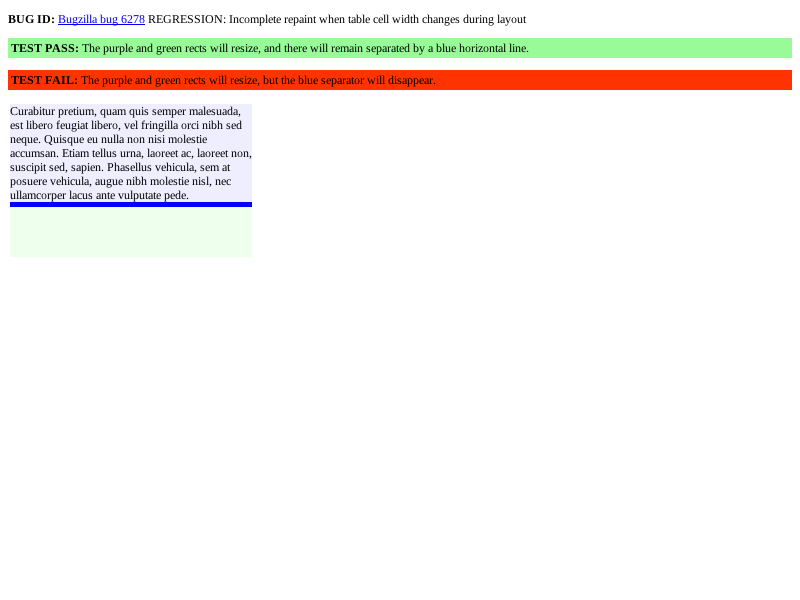 BUG ID: Bugzilla bug 6278 REGRESSION: Incomplete repaint when table cell width changes during layout
TEST PASS: The purple and green rects will resize, and there will remain separated by a blue horizontal line.
TEST FAIL: The purple and green rects will resize, but the blue separator will disappear.
Curabitur pretium, quam quis semper malesuada,
est libero feugiat libero, vel fringilla orci nibh sed
neque. Quisque eu nulla non nisi molestie
accumsan. Etiam tellus urna, laoreet ac, laoreet non,
suscipit sed, sapien. Phasellus vehicula, sem at
posuere vehicula, augue nibh molestie nisl, nec
ullamcorper lacus ante vulputate pede.